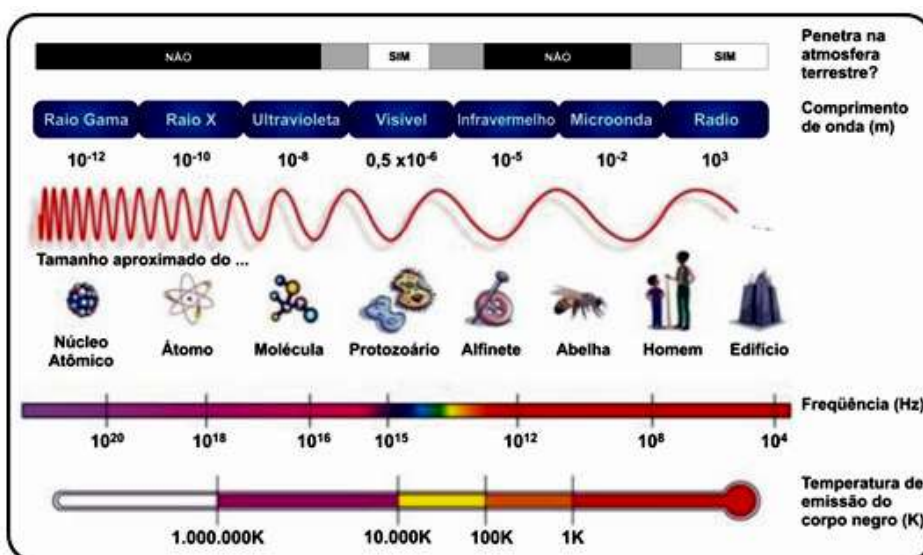 Penetra na
atmosfera
terrestre?
NÃO SIM NÃO SIM
Raio Gama Raio X Ultravioleta Visível Infravermelho Microonda Radio
Comprimento
de onda (m)
10⁻¹² 10⁻¹⁰ 10⁻⁸ 0,5 x10⁻⁶ 10⁻⁵ 10⁻² 10³
Tamanho aproximado do ...
Núcleo
Atômico
Átomo Molécula Protozoário Alfinete Abelha Homem Edifício
Freqüência (Hz)
10²⁰ 10¹⁸ 10¹⁶ 10¹⁵ 10¹² 10⁸ 10⁴
Temperatura de
emissão do
corpo negro (K)
1.000.000K 10.000K 100K 1K